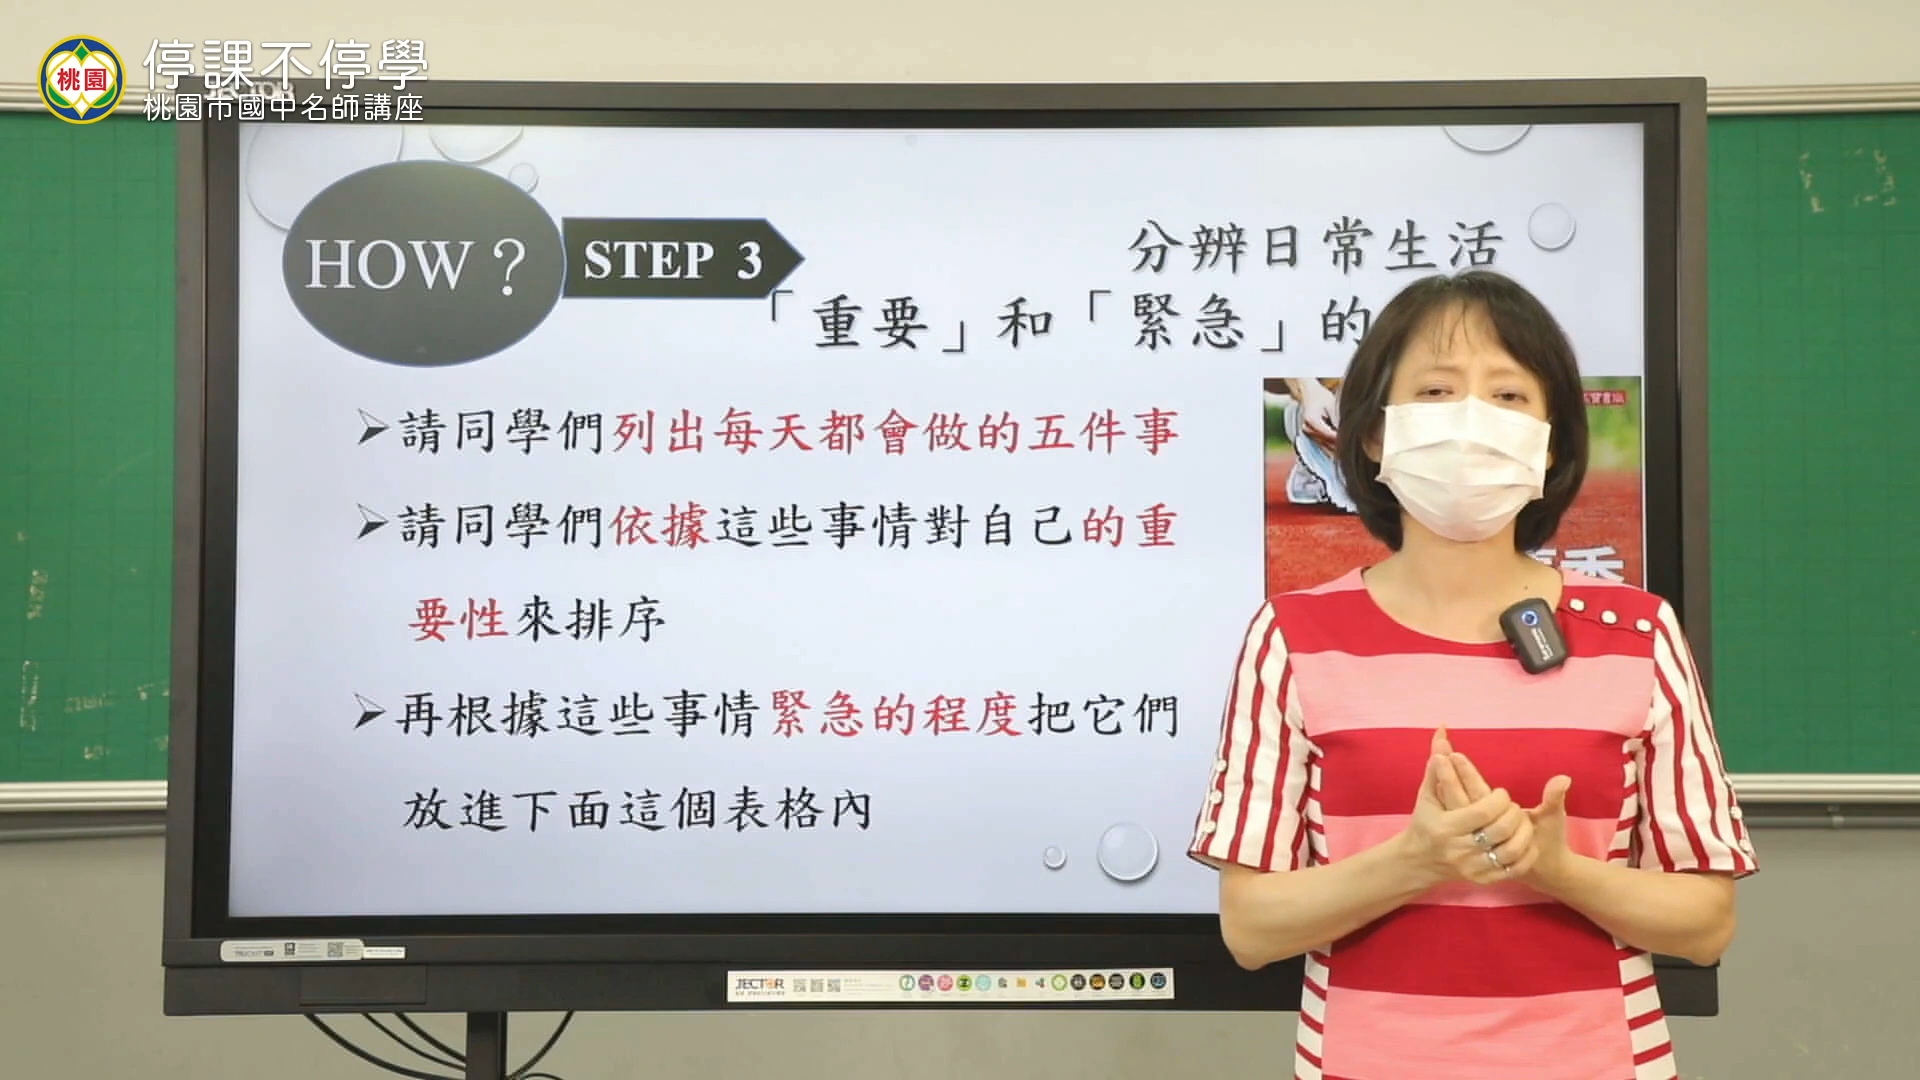 桃園
停課不停學
桃園市國中名師講座
HOW？
STEP 3
分辨日常生活
「重要」和「緊急」的
請同學們列出每天都會做的五件事
請同學們依據這些事情對自己的重
要性來排序
再根據這些事情緊急的程度把它們
放進下面這個表格內
JECTOR